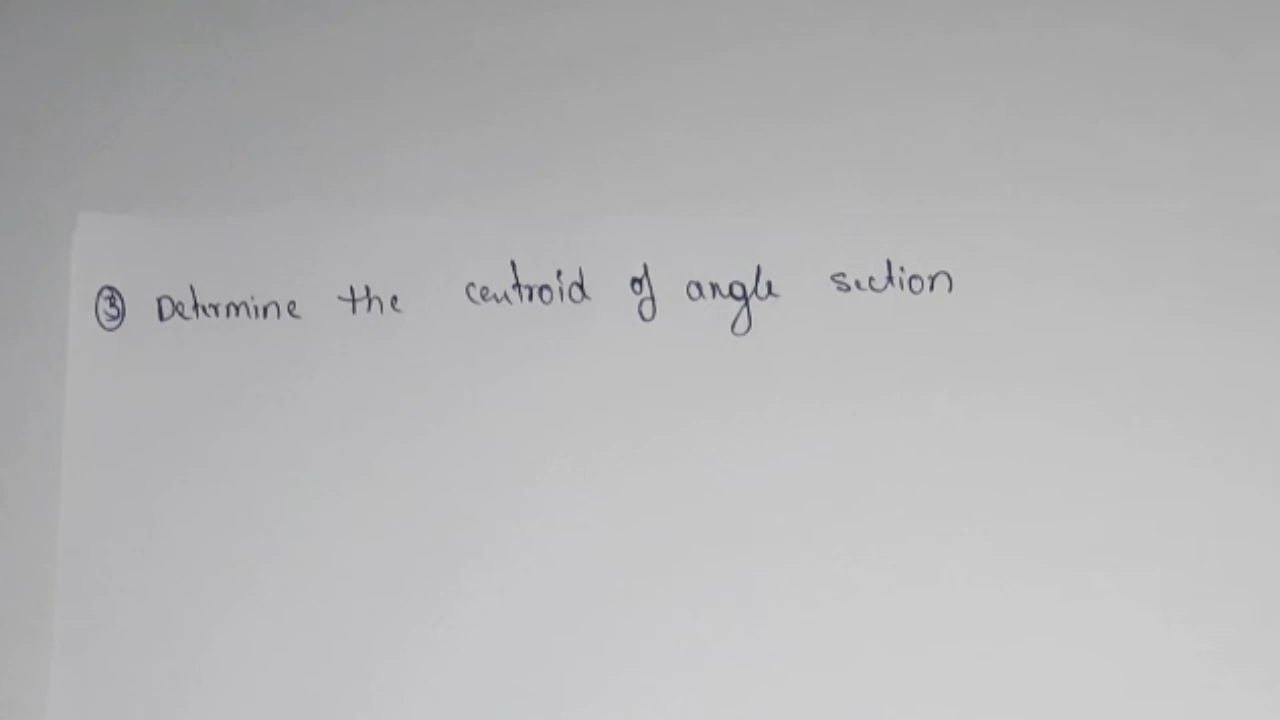 ③ Determine the centroid of angle section